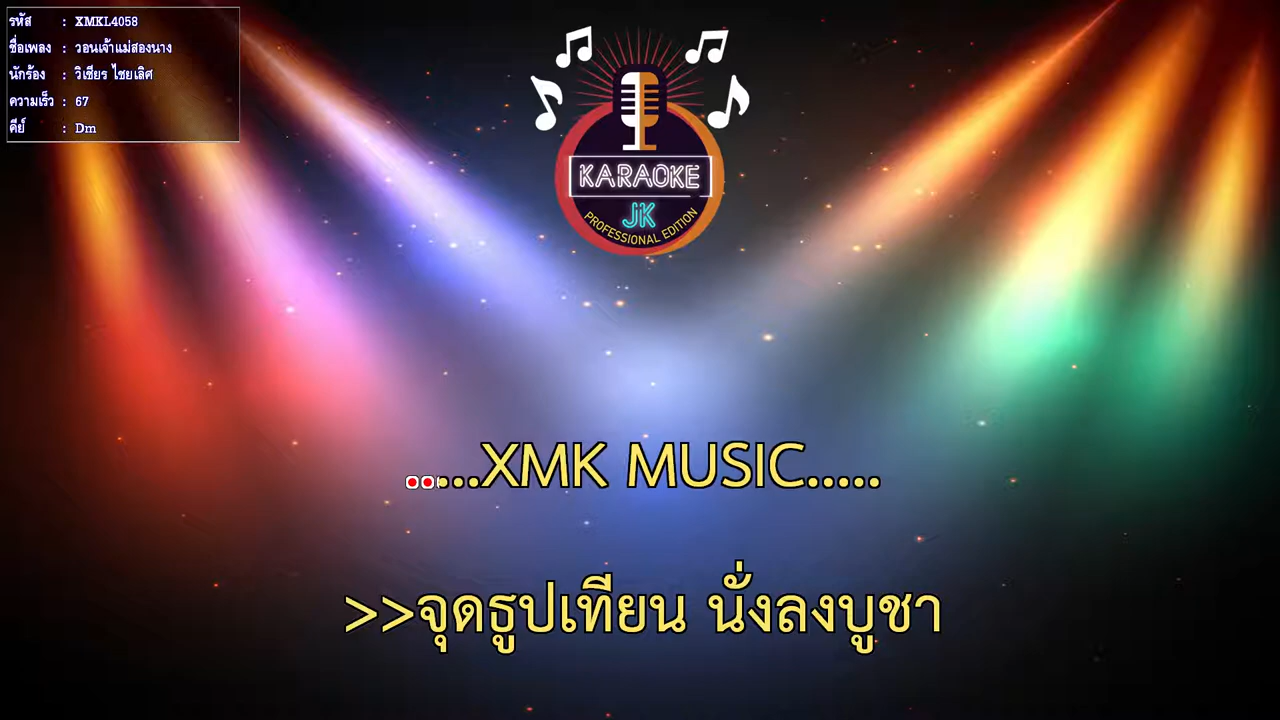 รหัส : XMKL4058
ชื่อเพลง : วอนเจ้าแม่สองนาง
นักร้อง : วิเชียร ไชยเลิศ
ความเร็ว : 67
คีย์ : Dm
KARAOKE
JK
PROFESSIONAL EDITION
.....XMK MUSIC.....
>>จุดธูปเทียน นั่งลงบูชา